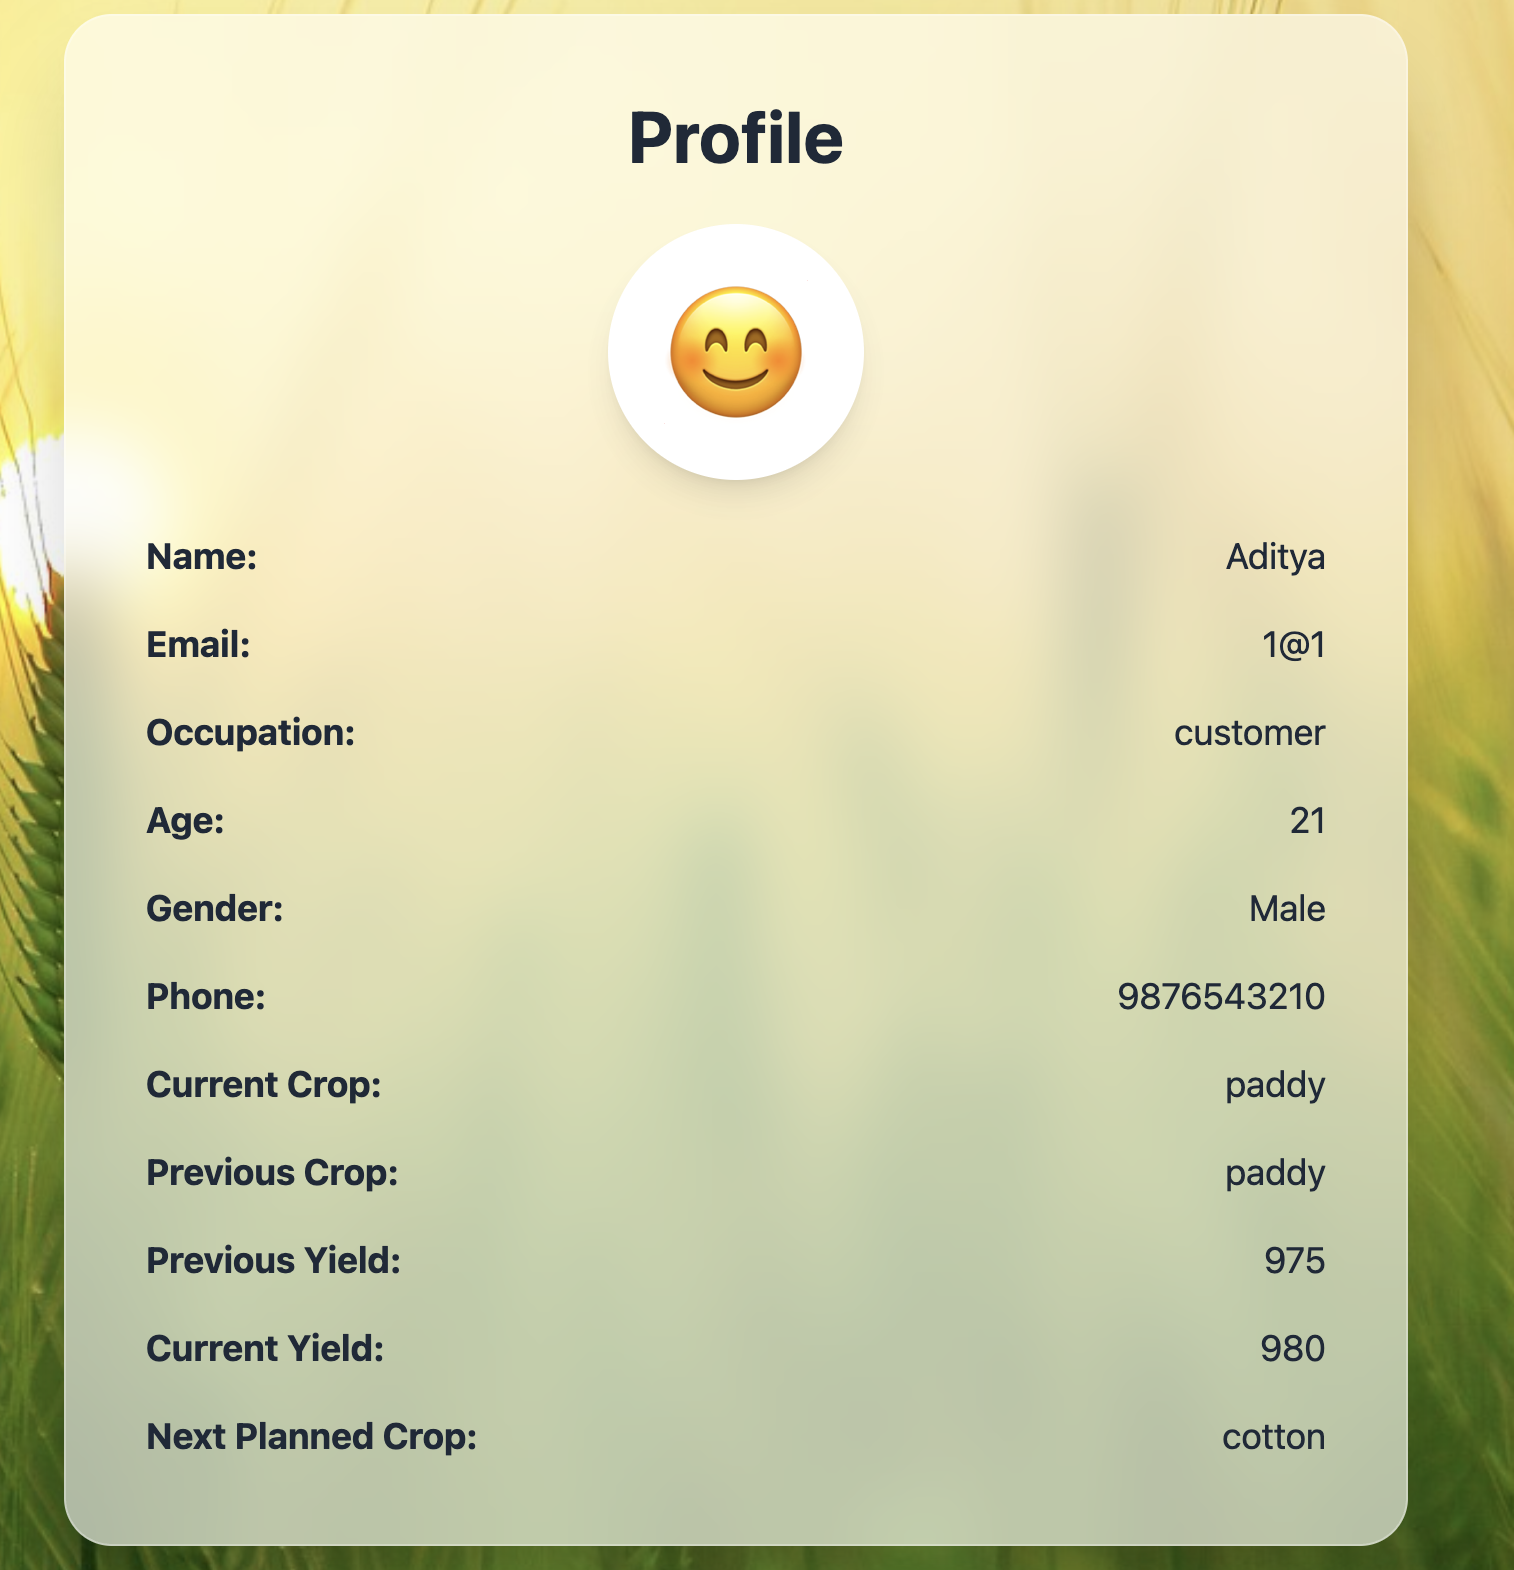 Profile
Name: Aditya
Email: 1@1
Occupation: customer
Age: 21
Gender: Male
Phone: 9876543210
Current Crop: paddy
Previous Crop: paddy
Previous Yield: 975
Current Yield: 980
Next Planned Crop: cotton